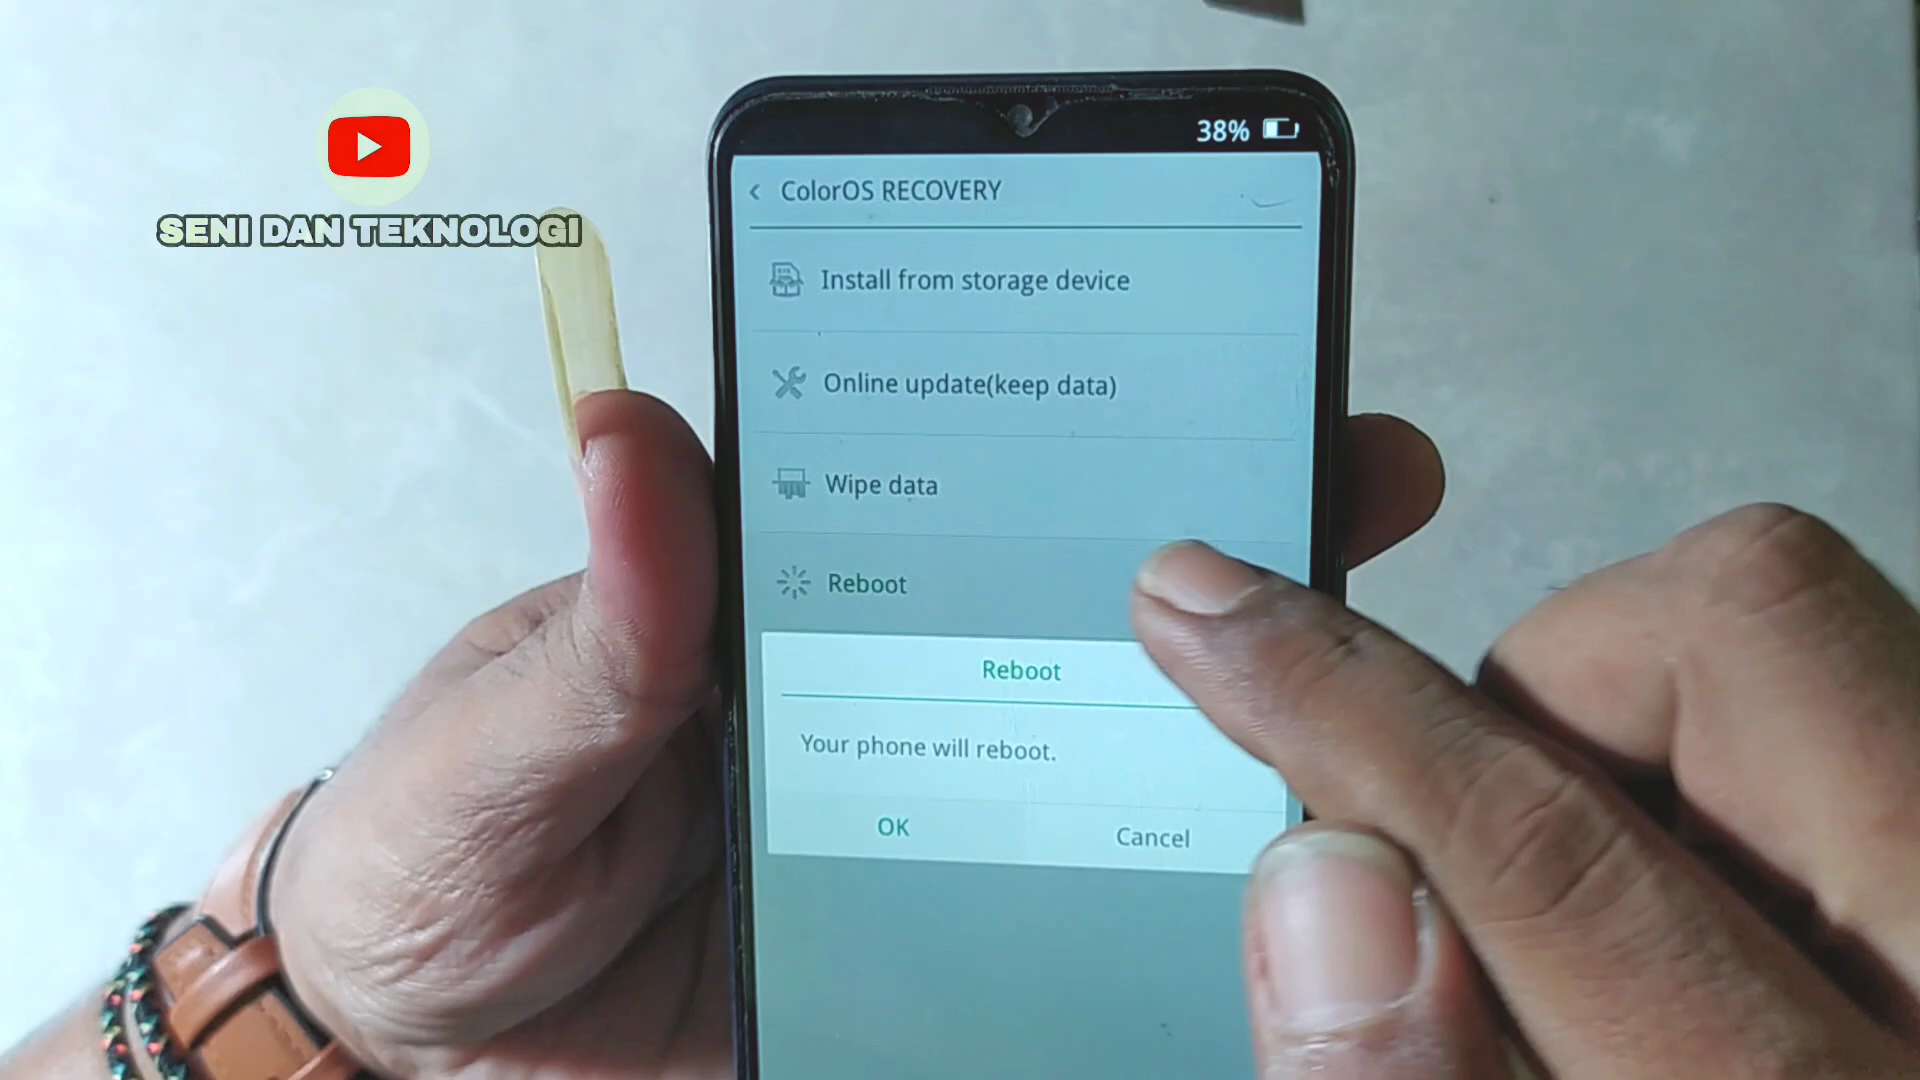 SENI DAN TEKNOLOGI
38%
ColorOS RECOVERY
Install from storage device
Online update(keep data)
Wipe data
Reboot
Reboot
Your phone will reboot.
OK
Cancel